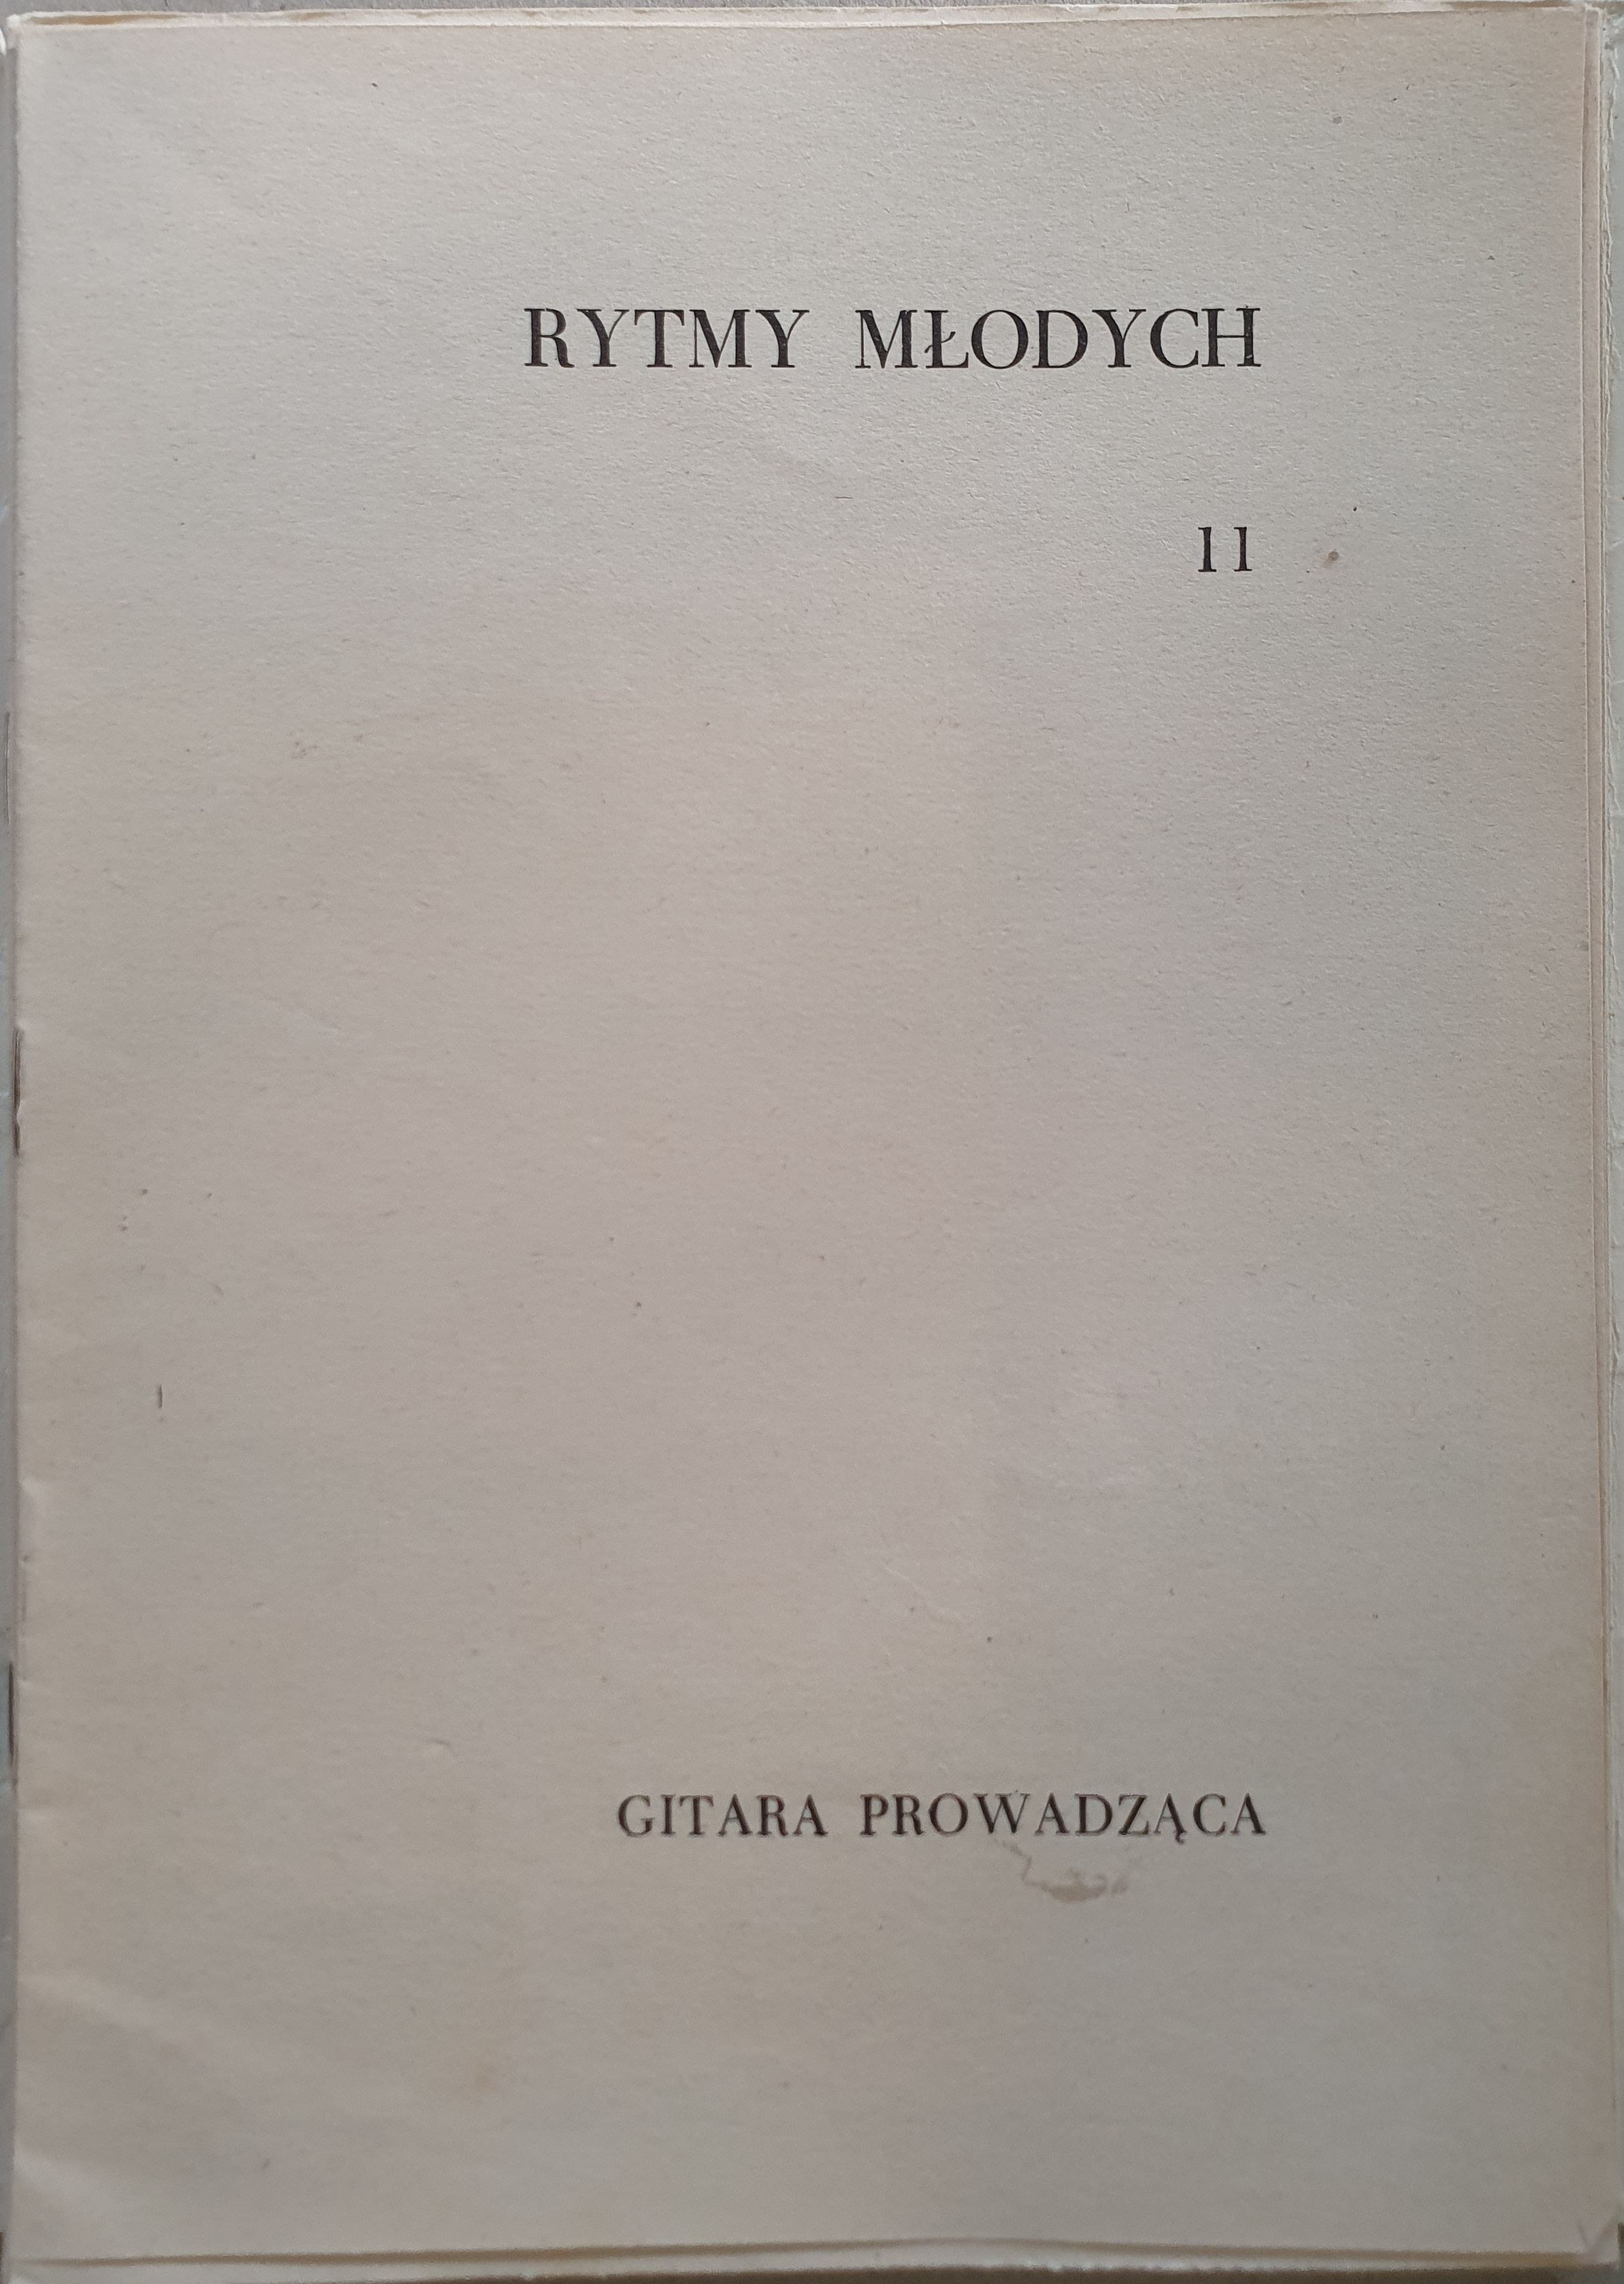 RYTMY MŁODYCH
11
GITARA PROWADZĄCA